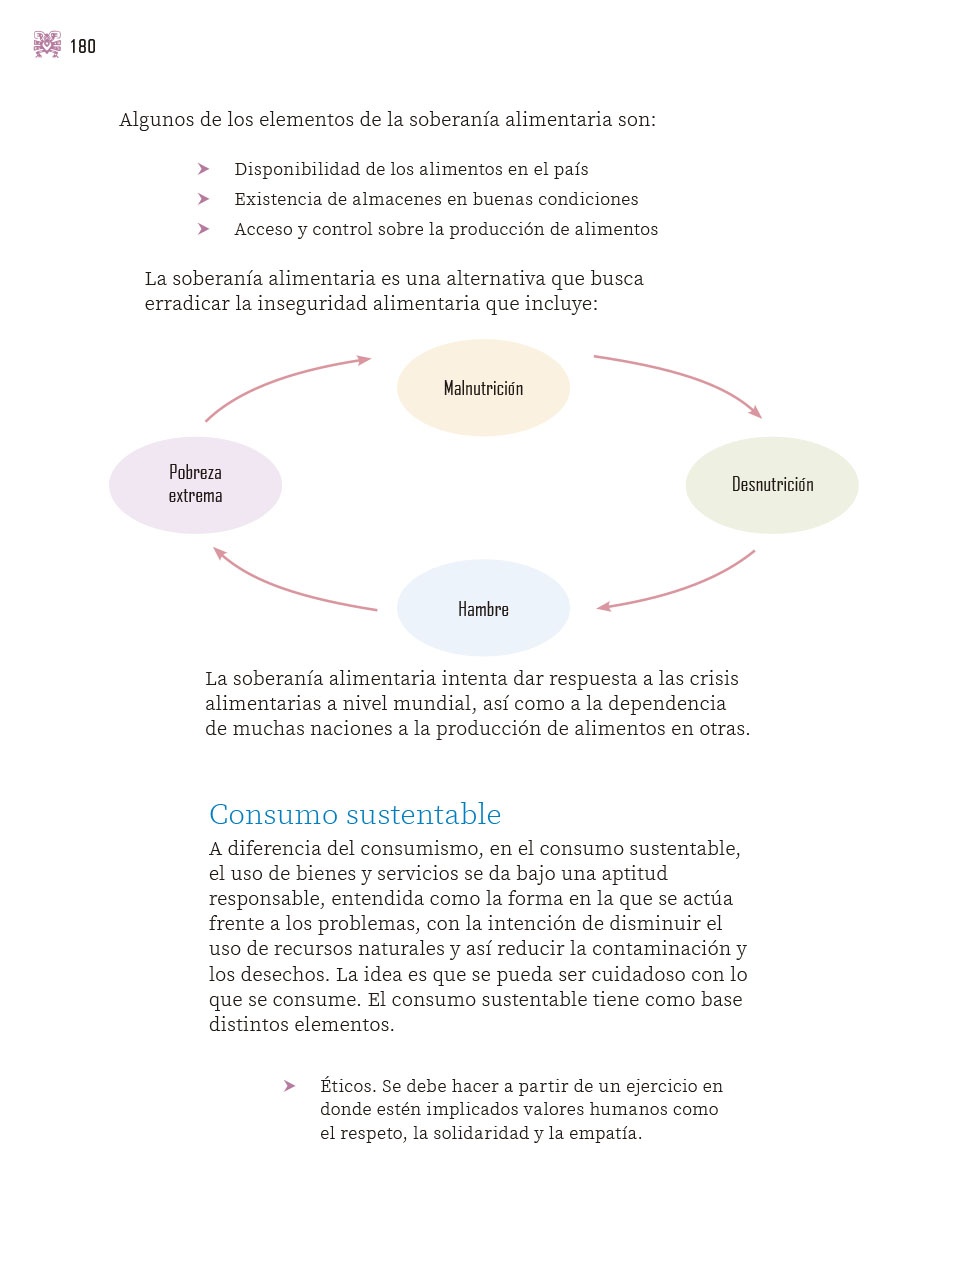 180
Algunos de los elementos de la soberanía alimentaria son:
Disponibilidad de los alimentos en el país
Existencia de almacenes en buenas condiciones
Acceso y control sobre la producción de alimentos
La soberanía alimentaria es una alternativa que busca
erradicar la inseguridad alimentaria que incluye:
Malnutrición
Pobreza
extrema
Desnutrición
Hambre
La soberanía alimentaria intenta dar respuesta a las crisis
alimentarias a nivel mundial, así como a la dependencia
de muchas naciones a la producción de alimentos en otras.
Consumo sustentable
A diferencia del consumismo, en el consumo sustentable,
el uso de bienes y servicios se da bajo una aptitud
responsable, entendida como la forma en la que se actúa
frente a los problemas, con la intención de disminuir el
uso de recursos naturales y así reducir la contaminación y
los desechos. La idea es que se pueda ser cuidadoso con lo
que se consume. El consumo sustentable tiene como base
distintos elementos.
Éticos. Se debe hacer a partir de un ejercicio en
donde estén implicados valores humanos como
el respeto, la solidaridad y la empatía.